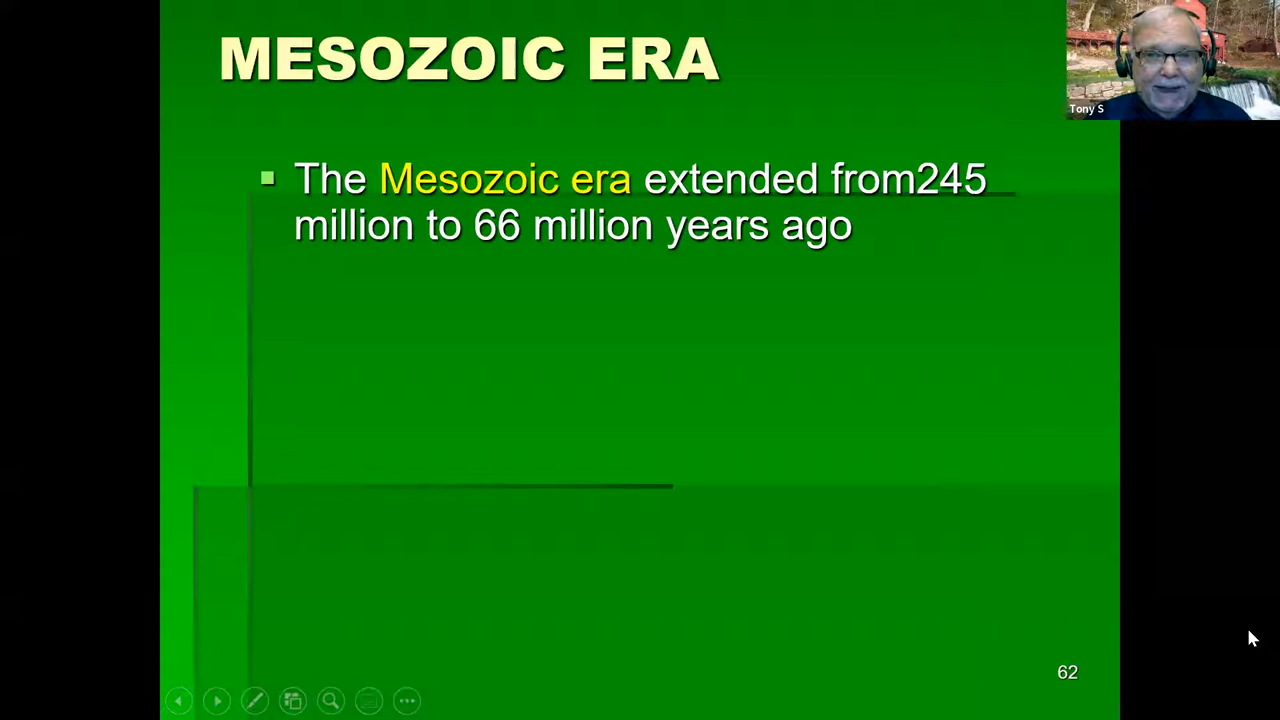 MESOZOIC ERA
Tony S
The Mesozoic era extended from245
million to 66 million years ago
62